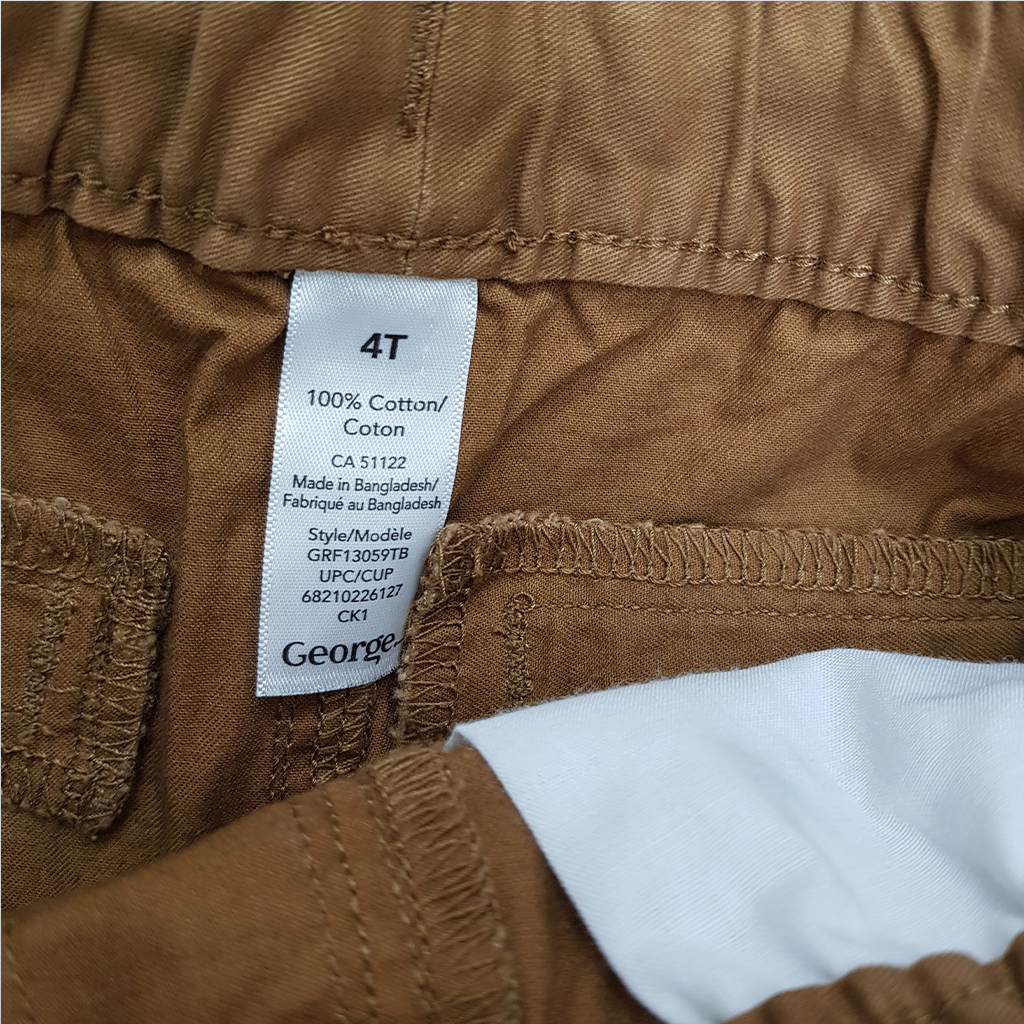 4T
100% Cotton/
Coton
CA 51122
Made in Bangladesh/
Fabriqué au Bangladesh
Style/Modèle
GRF13059TB
UPC/CUP
68210226127
CK1
George